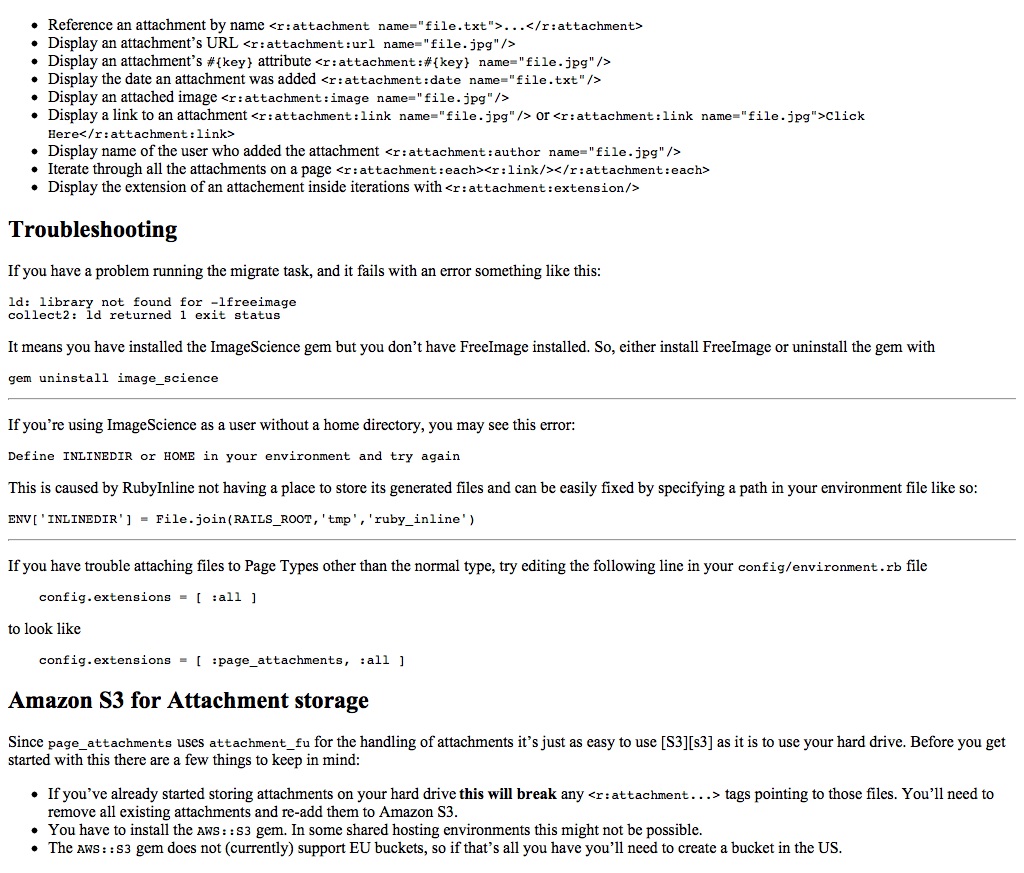 • Reference an attachment by name <r:attachment name="file.txt">...</r:attachment>
• Display an attachment’s URL <r:attachment:url name="file.jpg"/>
• Display an attachment’s #{key} attribute <r:attachment:#{key} name="file.jpg"/>
• Display the date an attachment was added <r:attachment:date name="file.txt"/>
• Display an attached image <r:attachment:image name="file.jpg"/>
• Display a link to an attachment <r:attachment:link name="file.jpg"/> or <r:attachment:link name="file.jpg">Click
Here</r:attachment:link>
• Display name of the user who added the attachment <r:attachment:author name="file.jpg"/>
• Iterate through all the attachments on a page <r:attachment:each><r:link/></r:attachment:each>
• Display the extension of an attachement inside iterations with <r:attachment:extension/>
Troubleshooting
If you have a problem running the migrate task, and it fails with an error something like this:
ld: library not found for -lfreeimage
collect2: ld returned 1 exit status
It means you have installed the ImageScience gem but you don’t have FreeImage installed. So, either install FreeImage or uninstall the gem with
gem uninstall image_science
If you’re using ImageScience as a user without a home directory, you may see this error:
Define INLINEDIR or HOME in your environment and try again
This is caused by RubyInline not having a place to store its generated files and can be easily fixed by specifying a path in your environment file like so:
ENV['INLINEDIR'] = File.join(RAILS_ROOT,'tmp','ruby_inline')
If you have trouble attaching files to Page Types other than the normal type, try editing the following line in your config/environment.rb file
config.extensions = [ :all ]
to look like
config.extensions = [ :page_attachments, :all ]
Amazon S3 for Attachment storage
Since page_attachments uses attachment_fu for the handling of attachments it’s just as easy to use [S3][s3] as it is to use your hard drive. Before you get
started with this there are a few things to keep in mind:
• If you’ve already started storing attachments on your hard drive this will break any <r:attachment...> tags pointing to those files. You’ll need to
remove all existing attachments and re-add them to Amazon S3.
• You have to install the AWS::S3 gem. In some shared hosting environments this might not be possible.
• The AWS::S3 gem does not (currently) support EU buckets, so if that’s all you have you’ll need to create a bucket in the US.